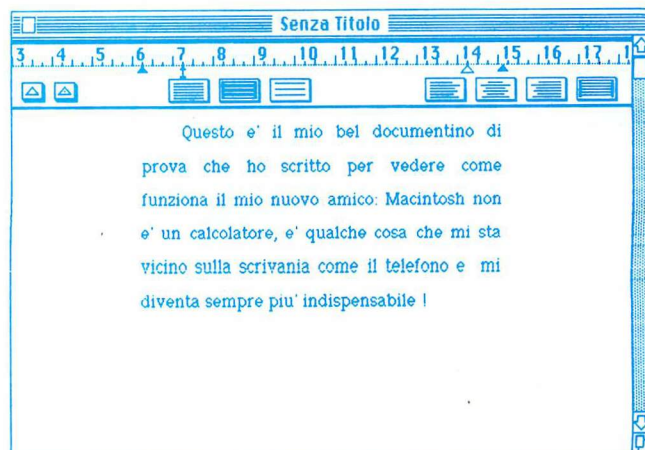 Senza Titolo
3 4 5 6 7 8 9 10 11 12 13 14 15 16 17 1
Questo e' il mio bel documentino di
prova che ho scritto per vedere come
funziona il mio nuovo amico: Macintosh non
e' un calcolatore, e' qualche cosa che mi sta
vicino sulla scrivania come il telefono e mi
diventa sempre piu' indispensabile !